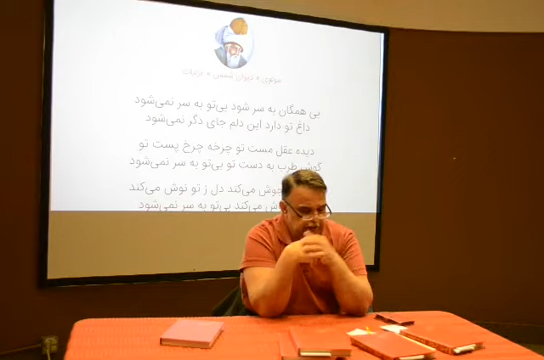 مولوی » دیوان شمس » غزلیات
بی همگان به سر شود بی‌تو به سر نمی‌شود
داغ تو دارد این دلم جای دگر نمی‌شود
دیده عقل مست تو چرخه چرخ پست تو
گوش طرب به دست تو بی‌تو به سر نمی‌شود
جوش می‌کند دل ز تو نوش می‌کند
می‌کند بی‌تو به سر نمی‌شود